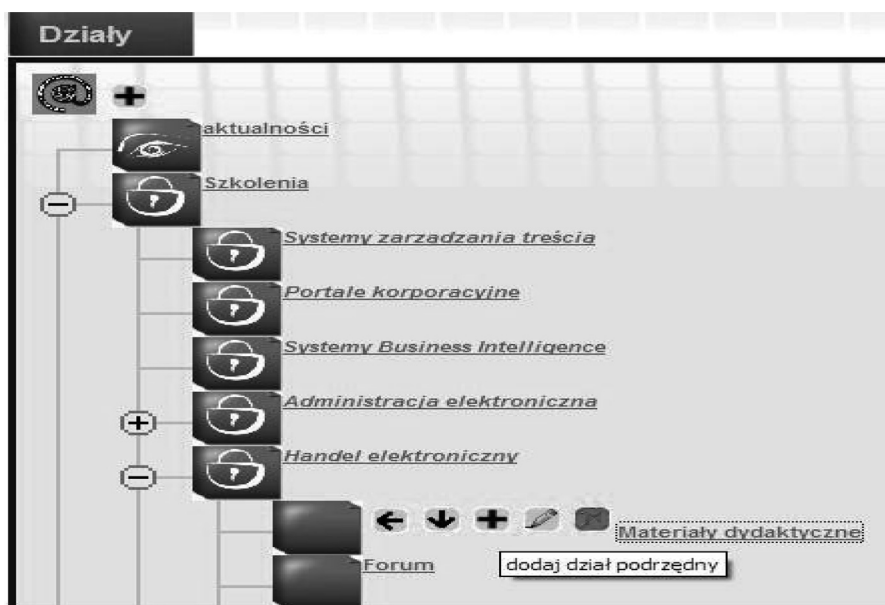 Działy
aktualności
Szkolenia
Systemy zarzadzania treścia
Portale korporacyjne
Systemy Business Intelligence
Administracja elektroniczna
Handel elektroniczny
Materiały dydaktyczne
Forum
dodaj dział podrzędny